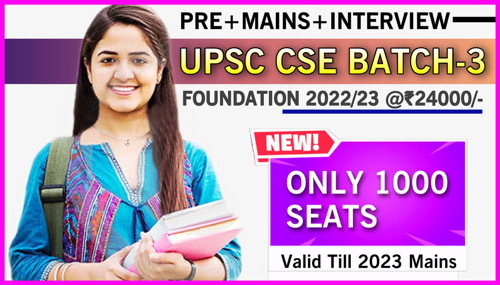 PRE+MAINS+INTERVIEW
UPSC CSE BATCH-3
FOUNDATION 2022/23 @₹24000/-
NEW!
ONLY 1000
SEATS
Valid Till 2023 Mains